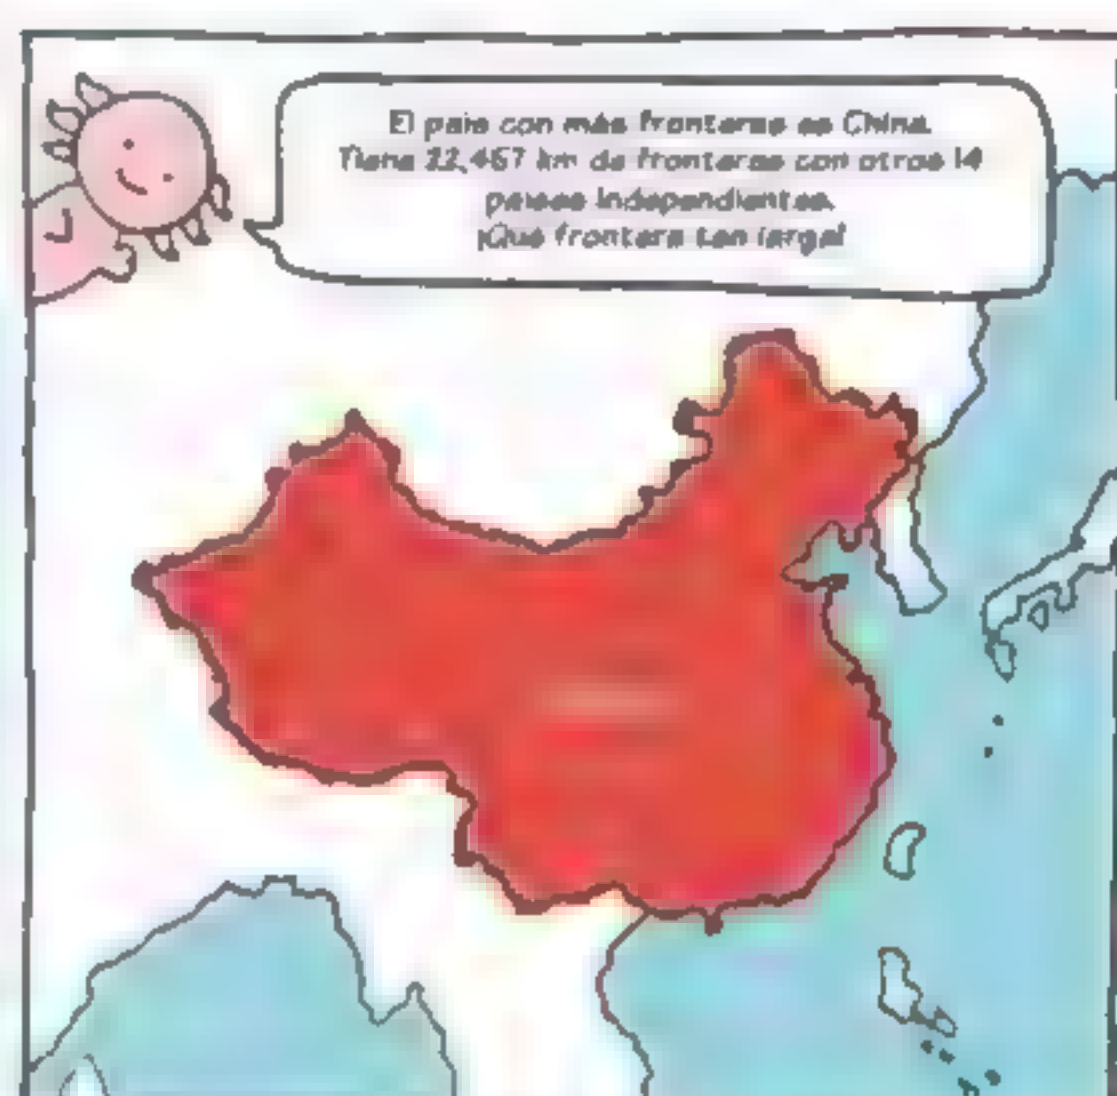 El país con más fronteras es China.
Tiene 22,457 km de fronteras con otros 14
países independientes.
¡Qué frontera tan larga!